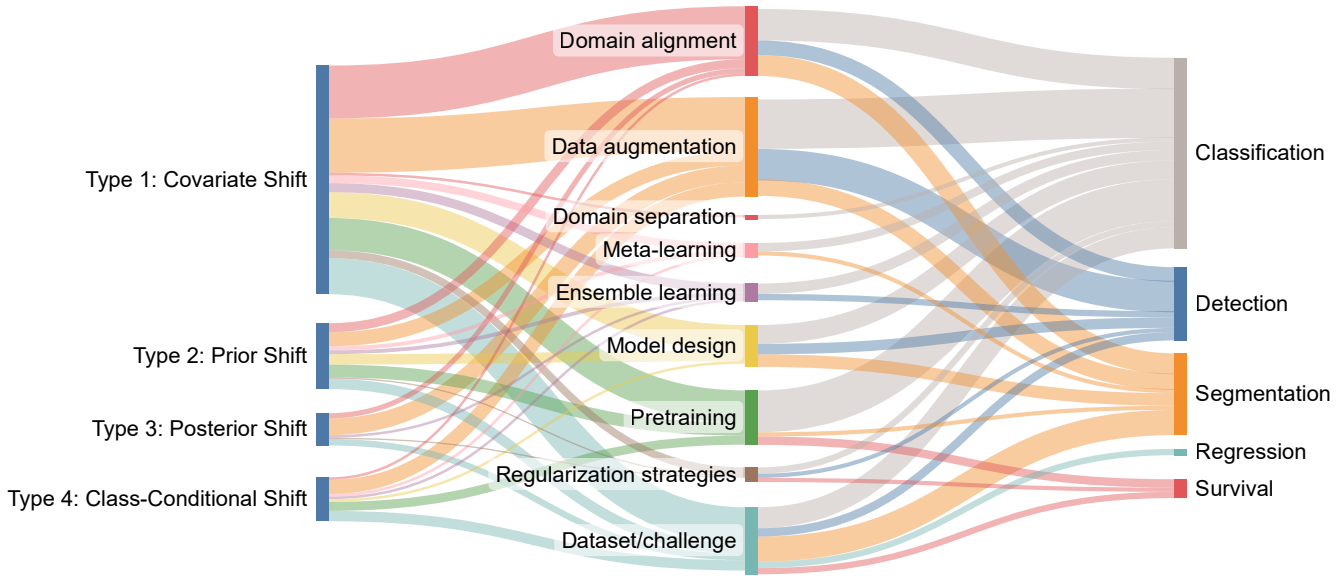 Type 1: Covariate Shift
Type 2: Prior Shift
Type 3: Posterior Shift
Type 4: Class-Conditional Shift
Domain alignment
Data augmentation
Domain separation
Meta-learning
Ensemble learning
Model design
Pretraining
Regularization strategies
Dataset/challenge
Classification
Detection
Segmentation
Regression
Survival